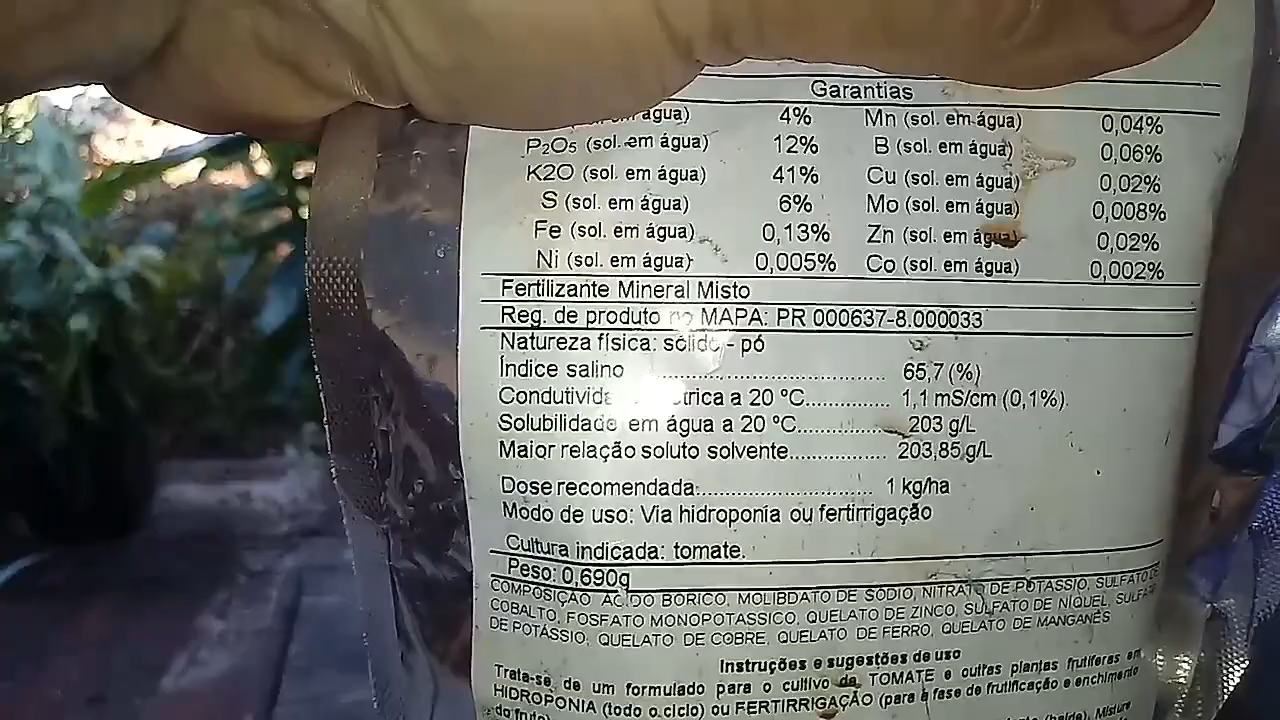 Garantias
água) 4% Mn (sol. em água) 0,04%
P₂O₅ (sol. em água) 12% B (sol. em água) 0,06%
K2O (sol. em água) 41% Cu (sol. em água) 0,02%
S (sol. em água) 6% Mo (sol. em água) 0,008%
Fe (sol. em água) 0,13% Zn (sol. em água) 0,02%
Ni (sol. em água) 0,005% Co (sol. em água) 0,002%
Fertilizante Mineral Misto
Reg. de produto no MAPA: PR 000637-8.000033
Natureza física: sólido - pó
Índice salino .............................. 65,7 (%)
Condutivida trica a 20 ºC............. 1,1 mS/cm (0,1%)
Solubilidade em água a 20 ºC............. 203 g/L
Maior relação soluto solvente................ 203,85 g/L
Dose recomendada:............................ 1 kg/ha
Modo de uso: Via hidroponia ou fertirrigação
Cultura indicada: tomate.
Peso: 0,690g
COMPOSIÇÃO ÁCIDO BÓRICO, MOLIBDATO DE SÓDIO, NITRATO DE POTÁSSIO, SULFATO DE
COBALTO, FOSFATO MONOPOTASSICO, QUELATO DE ZINCO, SULFATO DE NÍQUEL, SULFATO
DE POTÁSSIO, QUELATO DE COBRE, QUELATO DE FERRO, QUELATO DE MANGANÊS
Instruções e sugestões de uso
Trata-se, de um formulado para o cultivo de TOMATE e outras plantas frutíferas em
HIDROPONIA (todo o ciclo) ou FERTIRRIGAÇÃO (para a fase de frutificação e enchimento
do fruto) Misture